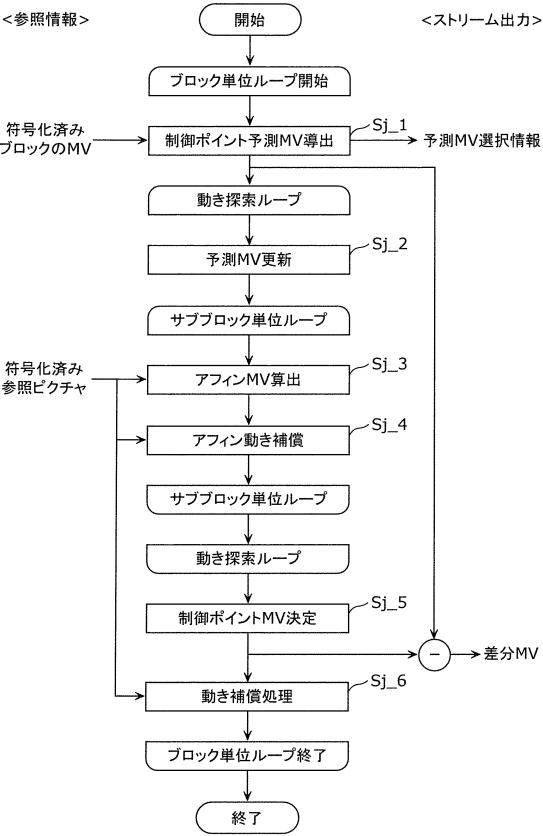 <参照情報>
開始
<ストリーム出力>
ブロック単位ループ開始
符号化済み
ブロックのMV
制御ポイント予測MV導出
Sj_1
予測MV選択情報
動き探索ループ
予測MV更新
Sj_2
サブブロック単位ループ
符号化済み
参照ピクチャ
アフィンMV算出
Sj_3
アフィン動き補償
Sj_4
サブブロック単位ループ
動き探索ループ
制御ポイントMV決定
Sj_5
−
差分MV
動き補償処理
Sj_6
ブロック単位ループ終了
終了